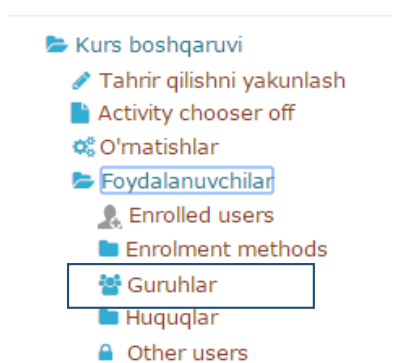 Kurs boshqaruvi
Tahrir qilishni yakunlash
Activity chooser off
O'rnatishlar
Foydalanuvchilar
Enrolled users
Enrolment methods
Guruhlar
Huquqlar
Other users